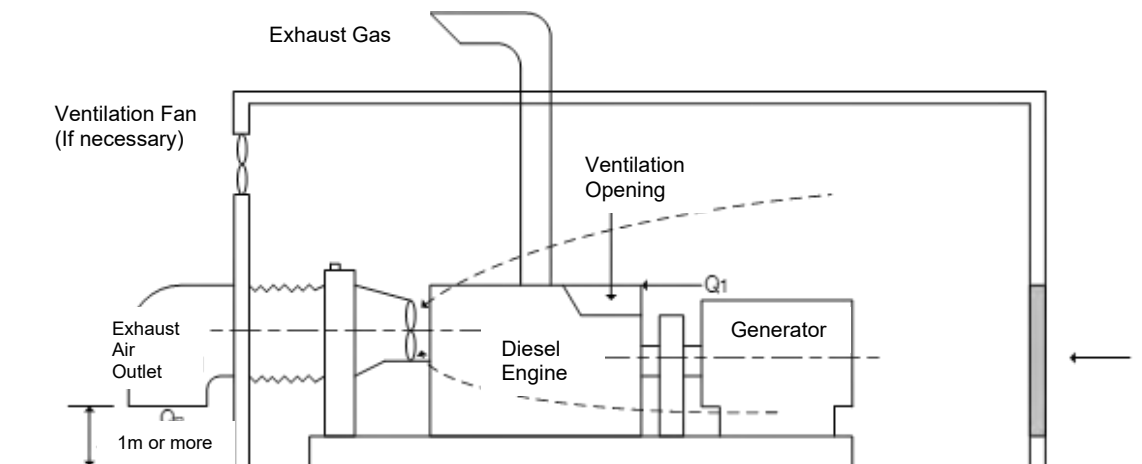 Exhaust Gas
Ventilation Fan
(If necessary)
Ventilation
Opening
Q1
Exhaust
Air
Outlet
Generator
Diesel
Engine
1m or more